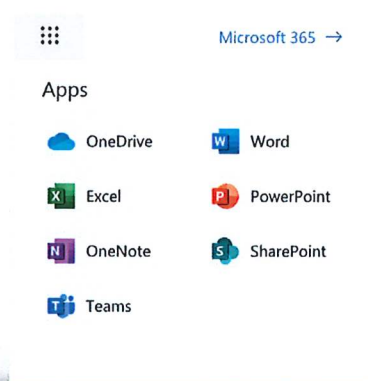 Microsoft 365 →
Apps
OneDrive
W Word
X Excel
P PowerPoint
N OneNote
S SharePoint
T Teams